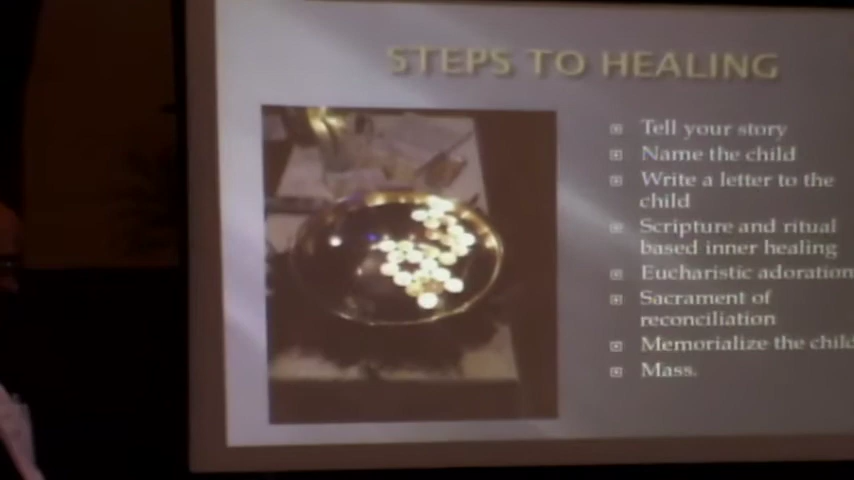 STEPS TO HEALING
Tell your story
Name the child
Write a letter to the
child
Scripture and ritual
based inner healing
Eucharistic adoration
Sacrament of
reconciliation
Memorialize the child
Mass.